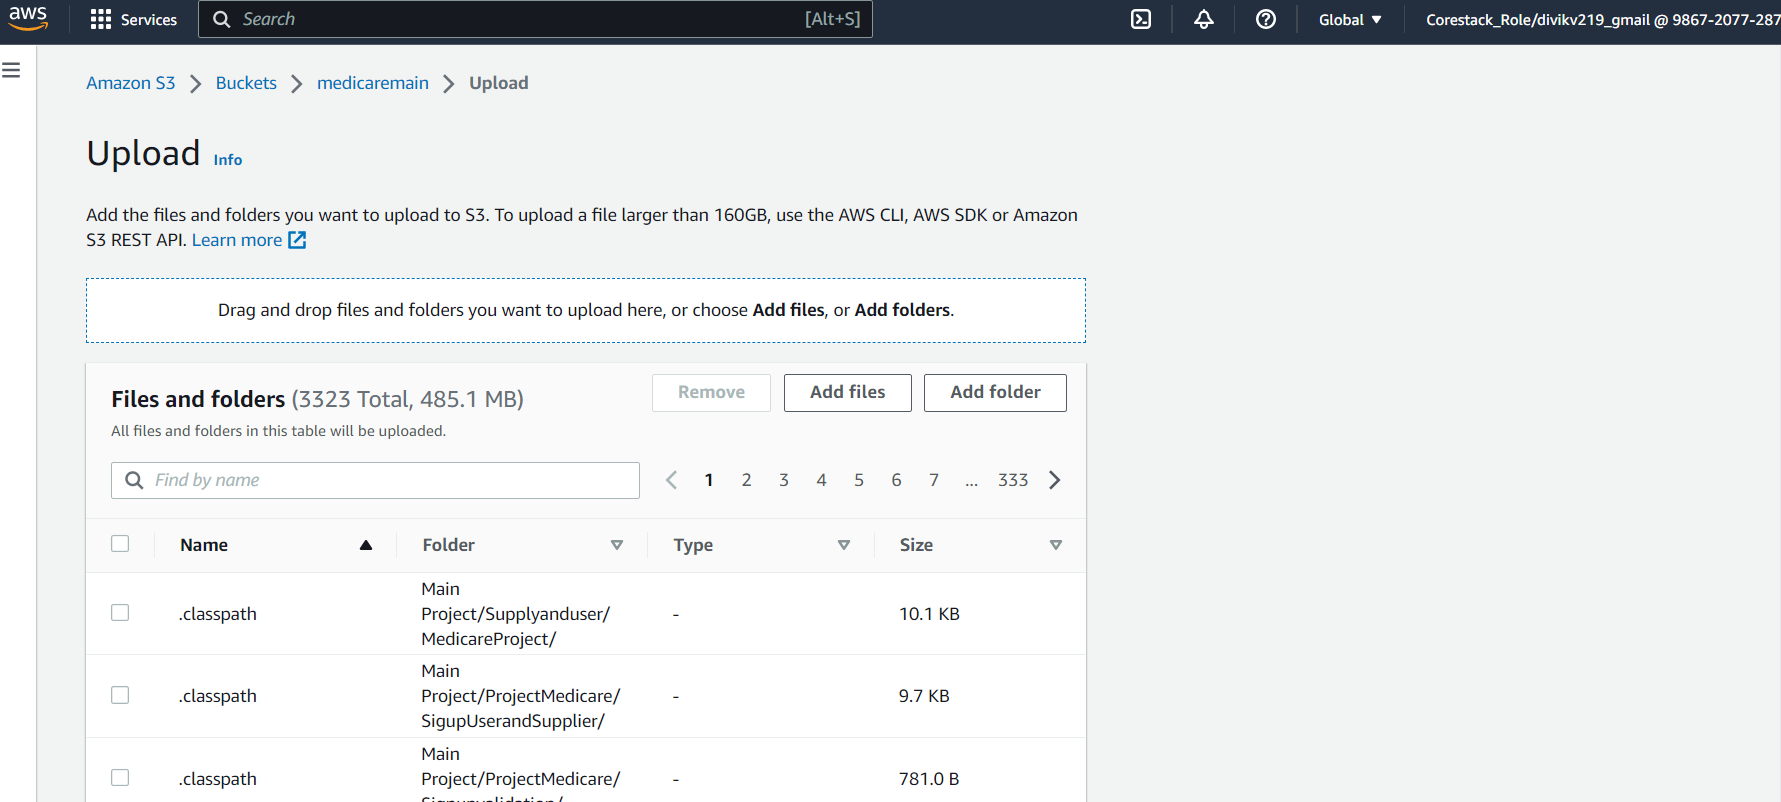 aws Services Search [Alt+S] Global ▼ Corestack_Role/divikv219_gmail @ 9867-2077-287
Amazon S3 > Buckets > medicaremain > Upload
Upload Info
Add the files and folders you want to upload to S3. To upload a file larger than 160GB, use the AWS CLI, AWS SDK or Amazon
S3 REST API. Learn more
Drag and drop files and folders you want to upload here, or choose Add files, or Add folders.
Files and folders (3323 Total, 485.1 MB) Remove Add files Add folder
All files and folders in this table will be uploaded.
Find by name < 1 2 3 4 5 6 7 ... 333 >
Name Folder Type Size
Main
.classpath Project/Supplyanduser/ - 10.1 KB
MedicareProject/
Main
.classpath Project/ProjectMedicare/ - 9.7 KB
SigupUserandSupplier/
Main
.classpath Project/ProjectMedicare/ - 781.0 B